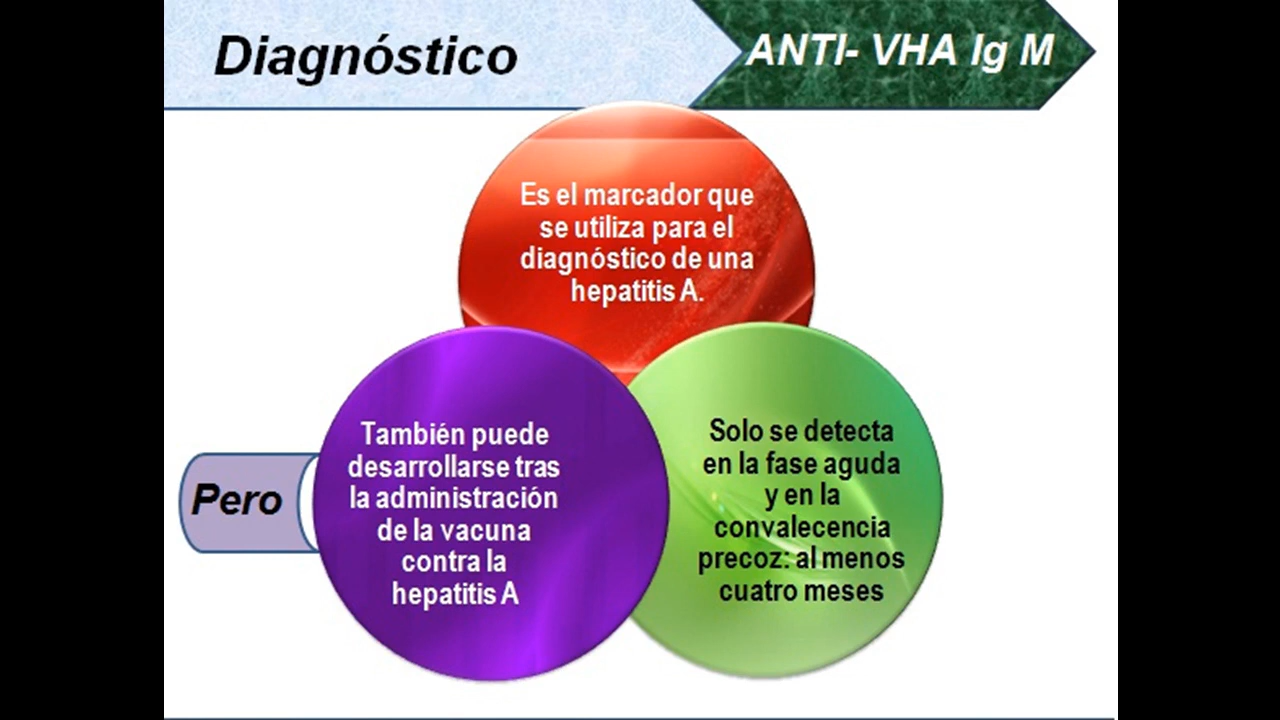 Diagnóstico
ANTI- VHA Ig M
Es el marcador que
se utiliza para el
diagnóstico de una
hepatitis A.
Pero
También puede
desarrollarse tras
la administración
de la vacuna
contra la
hepatitis A
Solo se detecta
en la fase aguda
y en la
convalecencia
precoz: al menos
cuatro meses